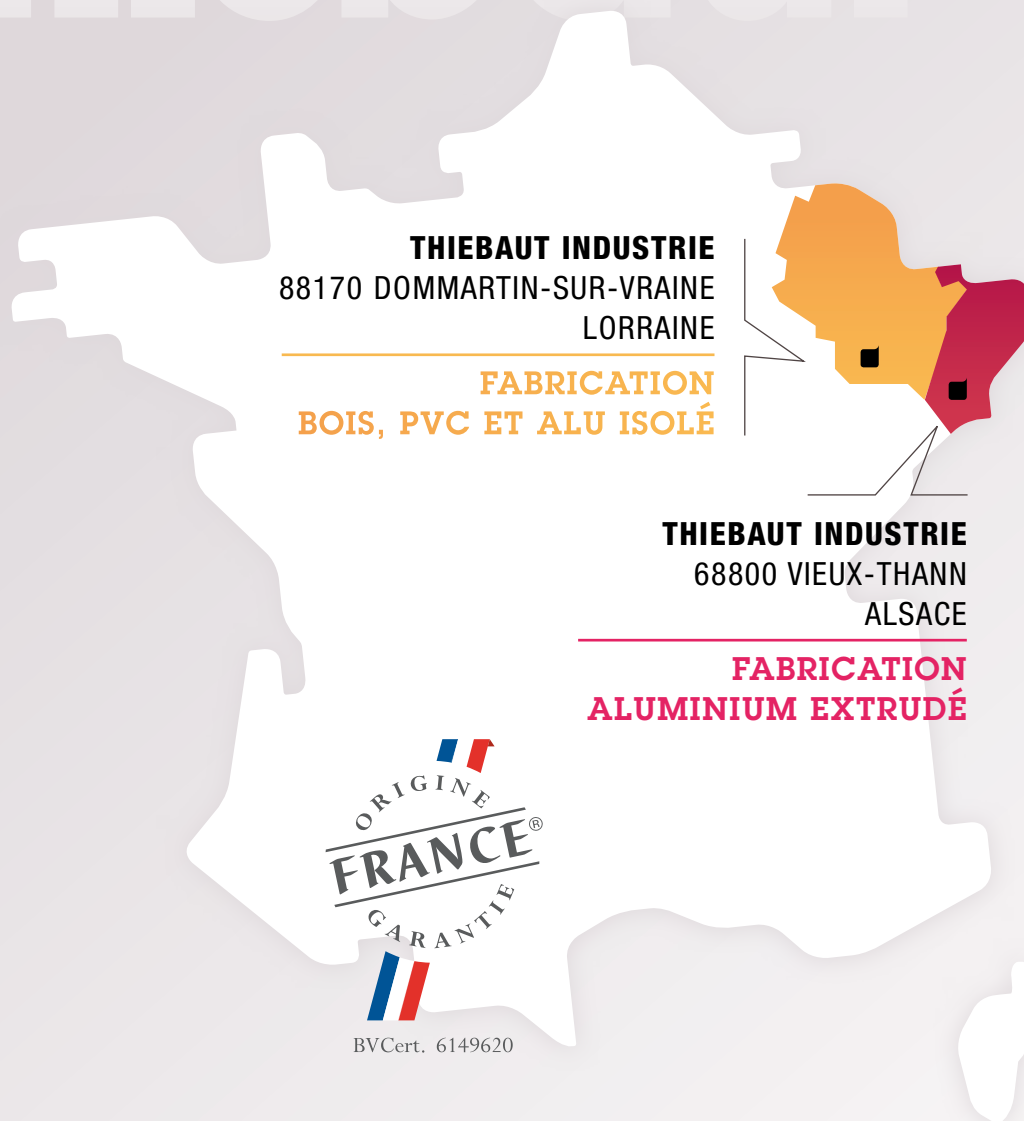 THIEBAUT INDUSTRIE
88170 DOMMARTIN-SUR-VRAINE
LORRAINE
FABRICATION
BOIS, PVC ET ALU ISOLÉ
THIEBAUT INDUSTRIE
68800 VIEUX-THANN
ALSACE
FABRICATION
ALUMINIUM EXTRUDÉ
ORIGINE
FRANCE®
GARANTIE
BVCert. 6149620